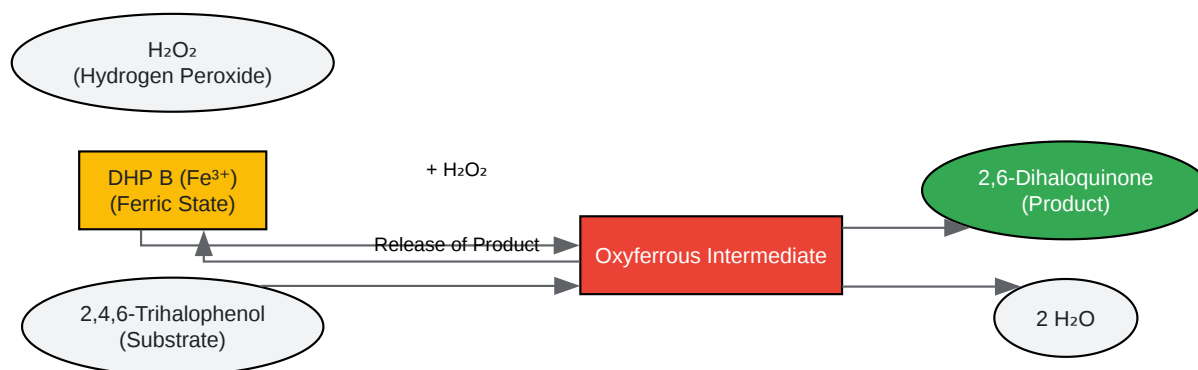 H₂O₂
(Hydrogen Peroxide)
DHP B (Fe³⁺)
(Ferric State)
+ H₂O₂
Release of Product
2,4,6-Trihalophenol
(Substrate)
Oxyferrous Intermediate
2,6-Dihaloquinone
(Product)
2 H₂O